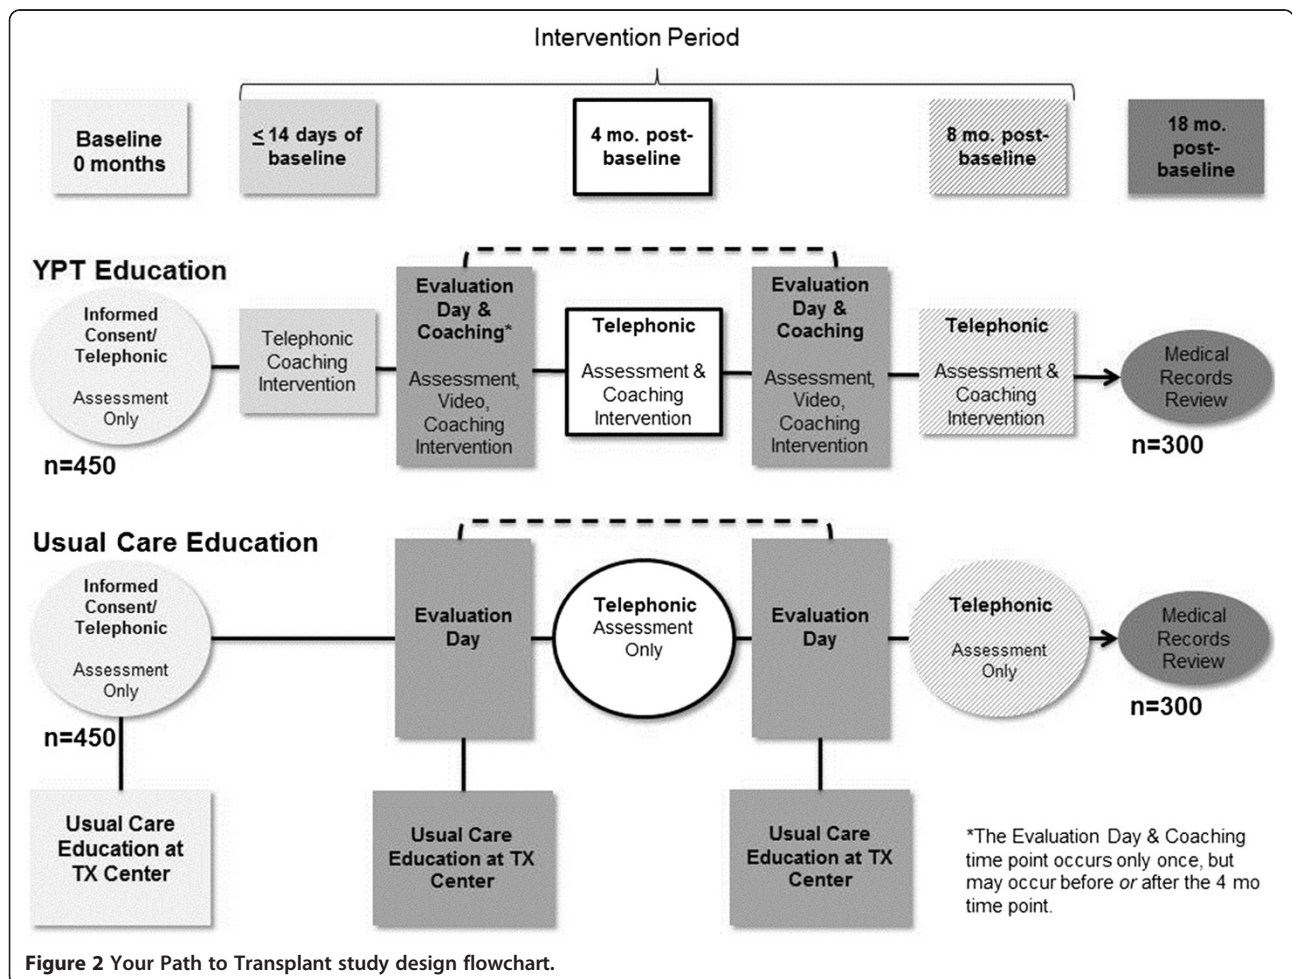 Intervention Period
Baseline
0 months
≤ 14 days of
baseline
4 mo. post-
baseline
8 mo. post-
baseline
18 mo.
post-
baseline
YPT Education
Informed
Consent/
Telephonic
Assessment
Only
n=450
Telephonic
Coaching
Intervention
Evaluation
Day &
Coaching*
Assessment,
Video,
Coaching
Intervention
Telephonic
Assessment &
Coaching
Intervention
Evaluation
Day &
Coaching
Assessment,
Video,
Coaching
Intervention
Telephonic
Assessment &
Coaching
Intervention
Medical
Records
Review
n=300
Usual Care Education
Informed
Consent/
Telephonic
Assessment
Only
n=450
Evaluation
Day
Telephonic
Assessment
Only
Evaluation
Day
Telephonic
Assessment
Only
Medical
Records
Review
n=300
Usual Care
Education at
TX Center
Usual Care
Education at TX
Center
Usual Care
Education at TX
Center
*The Evaluation Day & Coaching
time point occurs only once, but
may occur before or after the 4 mo
time point.
Figure 2 Your Path to Transplant study design flowchart.